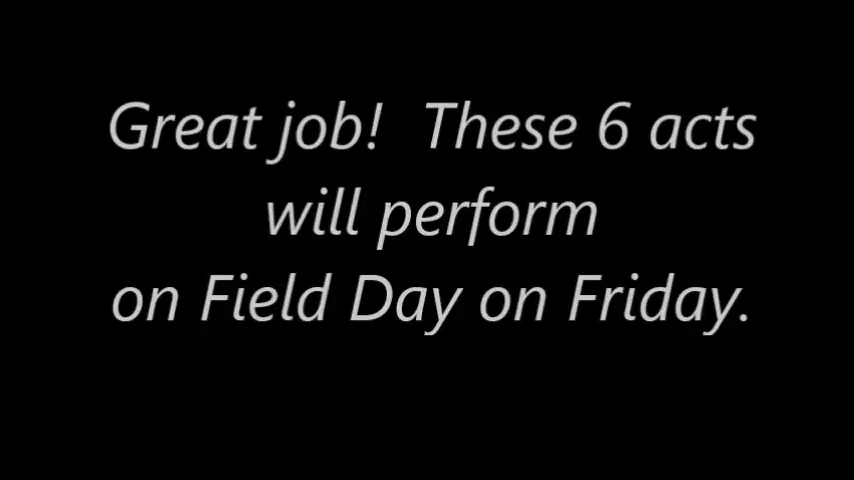 Great job!  These 6 acts
will perform
on Field Day on Friday.